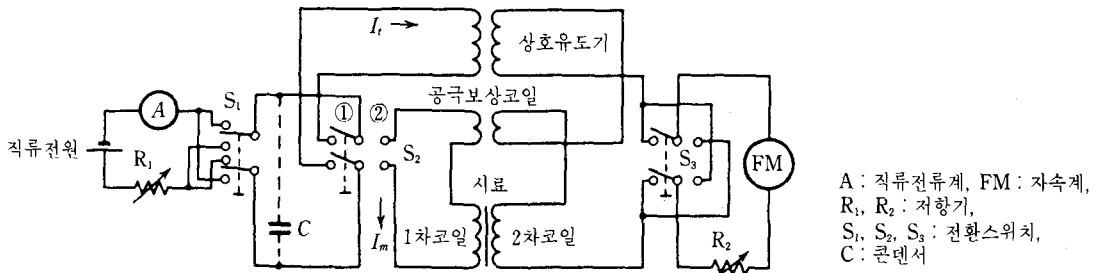 I_t
상호유도기
공극보상코일
A
S₁
① ②
S₂
S₃
FM
직류전원
R₁
시료
C
I_m
1차코일
2차코일
R₂
A : 직류전류계, FM : 자속계,
R₁, R₂ : 저항기,
S₁, S₂, S₃ : 전환스위치,
C : 콘덴서